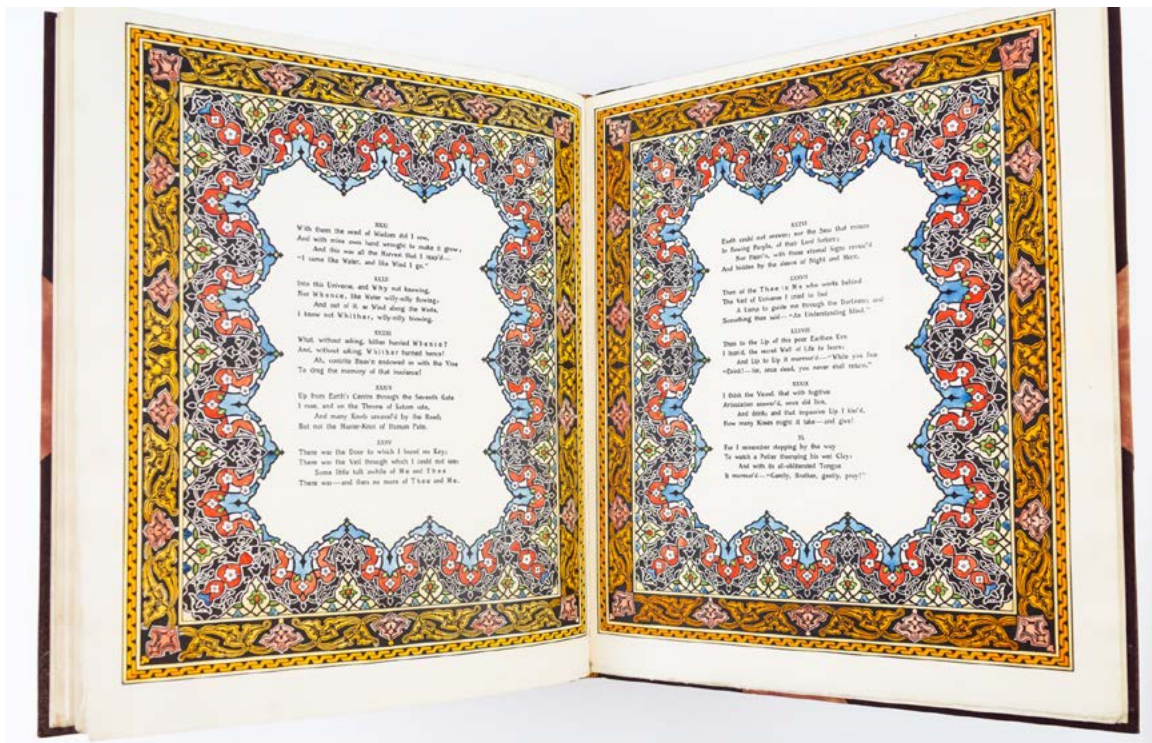 XXXI
With them the seed of Wisdom did I sow,
And with mine own hand wrought to make it grow;
And this was all the Harvest that I reap'd—
"I came like Water, and like Wind I go."
XXXII
Into this Universe, and Why not knowing,
Nor Whence, like Water willy-nilly flowing;
And out of it, as Wind along the Waste,
I know not Whither, willy-nilly blowing.
XXXIII
What, without asking, hither hurried Whence?
And, without asking, Whither hurried hence!
Ah, contrite Heav'n endowed us with the Vine
To drug the memory of that insolence!
XXXIV
Up from Earth's Centre through the Seventh Gate
I rose, and on the Throne of Saturn sate,
And many Knots unravel'd by the Road;
But not the Master-Knot of Human Fate.
XXXV
There was the Door to which I found no Key:
There was the Veil through which I could not see:
Some little talk awhile of Me and Thee
There was—and then no more of Thee and Me.
XXXVI
Earth could not answer; nor the Seas that mourn
In flowing Purple, of their Lord forlorn;
Nor Heav'n, with those eternal Signs reveal'd
And hidden by the sleeve of Night and Morn.
XXXVII
Then of the Thee in Me who works behind
The Veil of Universe I cried to find
A Lamp to guide me through the Darkness; and
Something then said—"An Understanding blind."
XXXVIII
Then to the Lip of this poor Earthen Urn
I lean'd, the secret Well of Life to learn:
And Lip to Lip it murmur'd—"While you live
"Drink!—for, once dead, you never shall return."
XXXIX
I think the Vessel, that with fugitive
Articulation answer'd, once did live,
And drink; and that impassive Lip I kiss'd,
How many Kisses might it take—and give!
XL
For I remember stopping by the way
To watch a Potter thumping his wet Clay:
And with its all-obliterated Tongue
It murmur'd—"Gently, Brother, gently, pray!"